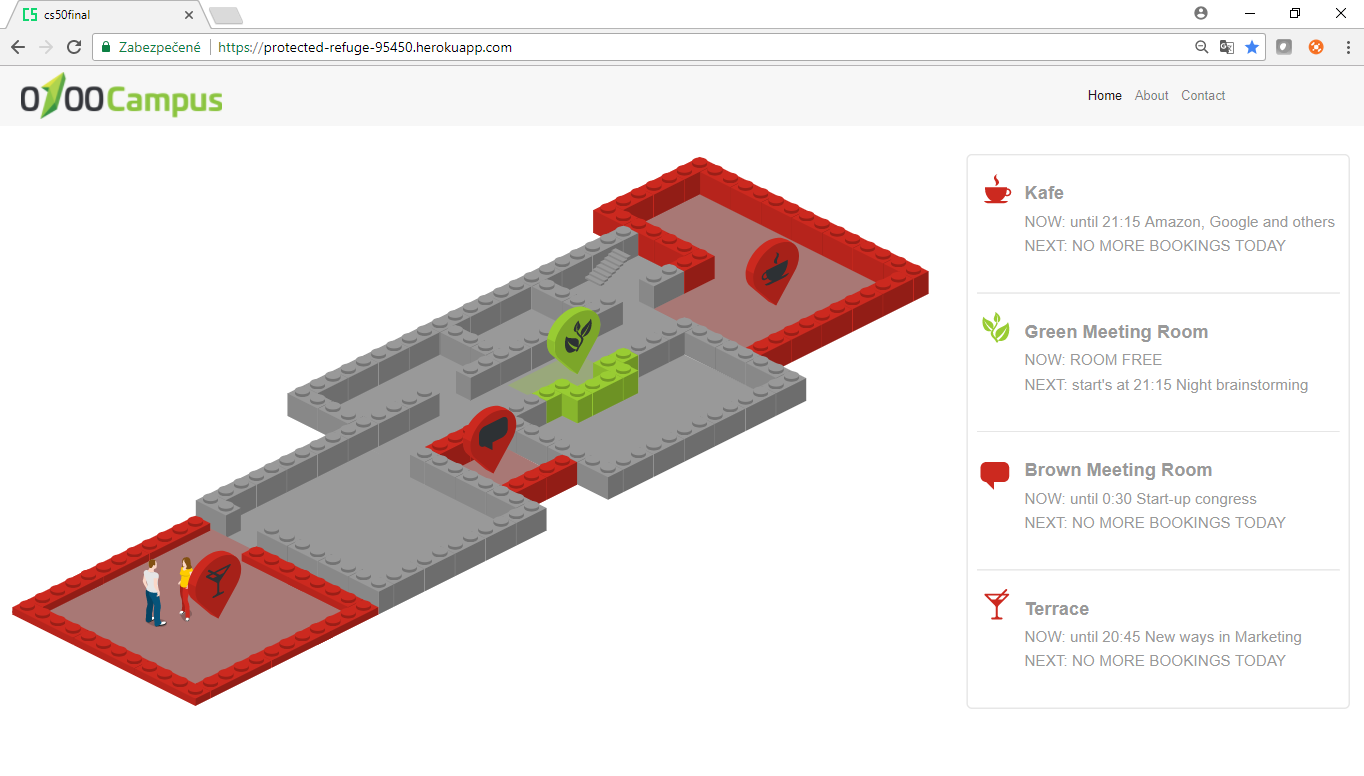 cs50final
Zabezpečené https://protected-refuge-95450.herokuapp.com
0100Campus
Home About Contact
Kafe
NOW: until 21:15 Amazon, Google and others
NEXT: NO MORE BOOKINGS TODAY
Green Meeting Room
NOW: ROOM FREE
NEXT: start's at 21:15 Night brainstorming
Brown Meeting Room
NOW: until 0:30 Start-up congress
NEXT: NO MORE BOOKINGS TODAY
Terrace
NOW: until 20:45 New ways in Marketing
NEXT: NO MORE BOOKINGS TODAY